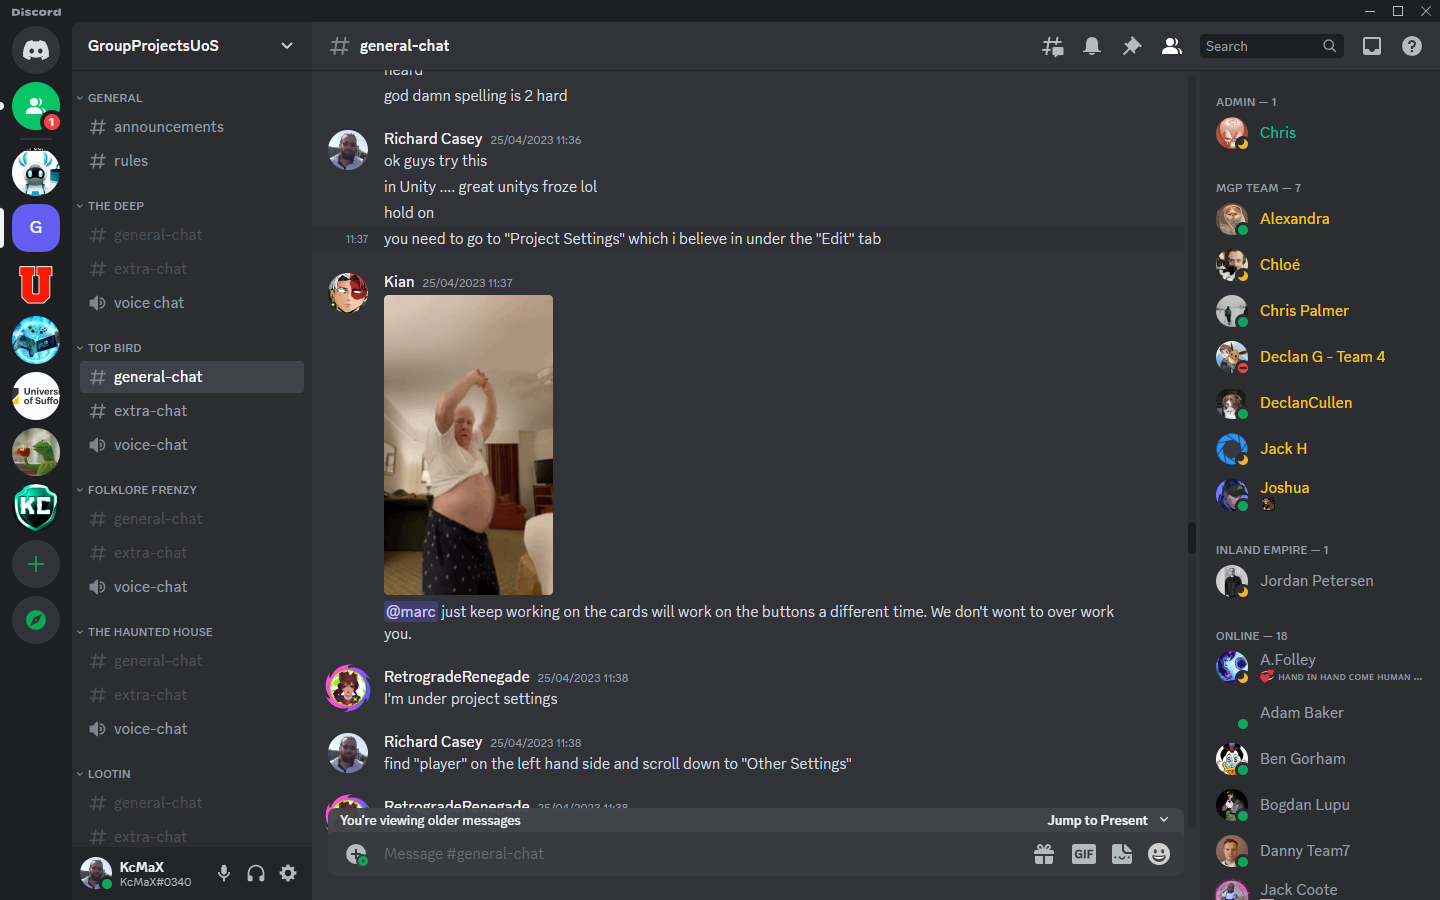 Discord
GroupProjectsUoS
general-chat
Search
1
G
U
Univers
of Suffo
KC
GENERAL
announcements
rules
THE DEEP
general-chat
extra-chat
voice chat
TOP BIRD
general-chat
extra-chat
voice-chat
FOLKLORE FRENZY
general-chat
extra-chat
voice-chat
THE HAUNTED HOUSE
general-chat
extra-chat
voice-chat
LOOTIN
general-chat
extra-chat
KcMaX
KcMaX#0340
heard
god damn spelling is 2 hard
Richard Casey 25/04/2023 11:36
ok guys try this
in Unity .... great unitys froze lol
hold on
11:37 you need to go to "Project Settings" which i believe in under the "Edit" tab
Kian 25/04/2023 11:37
@marc just keep working on the cards will work on the buttons a different time. We don't wont to over work
you.
RetrogradeRenegade 25/04/2023 11:38
I'm under project settings
Richard Casey 25/04/2023 11:38
find "player" on the left hand side and scroll down to "Other Settings"
RetrogradeRenegade 25/04/2023 11:38
You're viewing older messages
Jump to Present
Message #general-chat
GIF
ADMIN — 1
Chris
MGP TEAM — 7
Alexandra
Chloé
Chris Palmer
Declan G - Team 4
DeclanCullen
Jack H
Joshua
INLAND EMPIRE — 1
Jordan Petersen
ONLINE — 18
A.Folley
HAND IN HAND COME HUMAN ...
Adam Baker
Ben Gorham
Bogdan Lupu
Danny Team7
Jack Coote